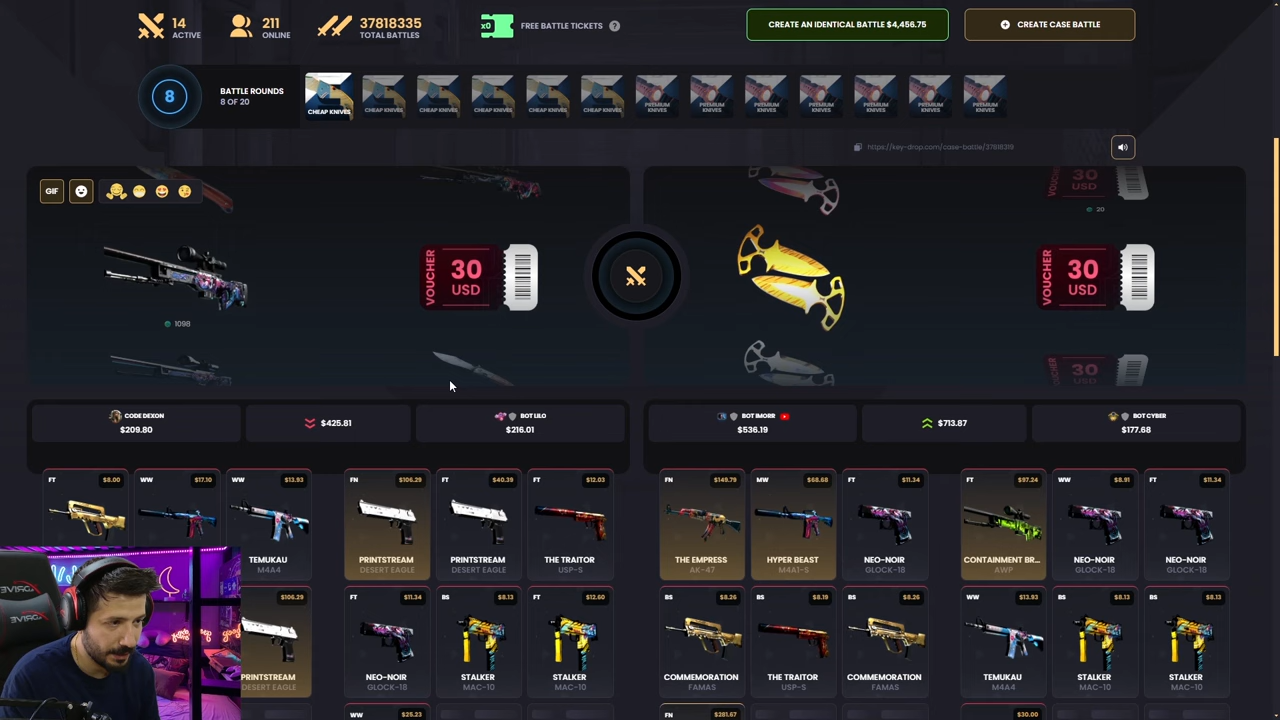 14
ACTIVE
211
ONLINE
37818335
TOTAL BATTLES
x0
FREE BATTLE TICKETS ?
CREATE AN IDENTICAL BATTLE $4,456.75
CREATE CASE BATTLE
8
BATTLE ROUNDS
8 OF 20
CHEAP KNIVES
CHEAP KNIVES
CHEAP KNIVES
CHEAP KNIVES
CHEAP KNIVES
CHEAP KNIVES
PREMIUM KNIVES
PREMIUM KNIVES
PREMIUM KNIVES
PREMIUM KNIVES
PREMIUM KNIVES
PREMIUM KNIVES
PREMIUM KNIVES
https://key-drop.com/case-battle/37818319
GIF
1098
VOUCHER 30 USD
VOUCHER 30 USD
20
VOUCHER 30 USD
30
CODE DEXON
$209.80
$425.81
BOT LILO
$216.01
BOT IMORR
$536.19
$713.87
BOT CYBER
$177.68
FT $8.00
WW $17.10
WW $13.93
TEMUKAU
M4A4
FN $106.29
PRINTSTREAM
DESERT EAGLE
FT $40.39
PRINTSTREAM
DESERT EAGLE
FT $12.03
THE TRAITOR
USP-S
FN $149.79
THE EMPRESS
AK-47
MW $68.68
HYPER BEAST
M4A1-S
FT $11.34
NEO-NOIR
GLOCK-18
FT $97.24
CONTAINMENT BR...
AWP
WW $8.91
NEO-NOIR
GLOCK-18
FT $11.34
NEO-NOIR
GLOCK-18
$106.29
PRINTSTREAM
DESERT EAGLE
FT $11.34
NEO-NOIR
GLOCK-18
BS $8.13
STALKER
MAC-10
FT $12.60
STALKER
MAC-10
BS $8.26
COMMEMORATION
FAMAS
BS $8.19
THE TRAITOR
USP-S
BS $8.26
COMMEMORATION
FAMAS
WW $13.93
TEMUKAU
M4A4
BS $8.13
STALKER
MAC-10
BS $8.13
STALKER
MAC-10
WW $25.23
FN $281.67
$30.00